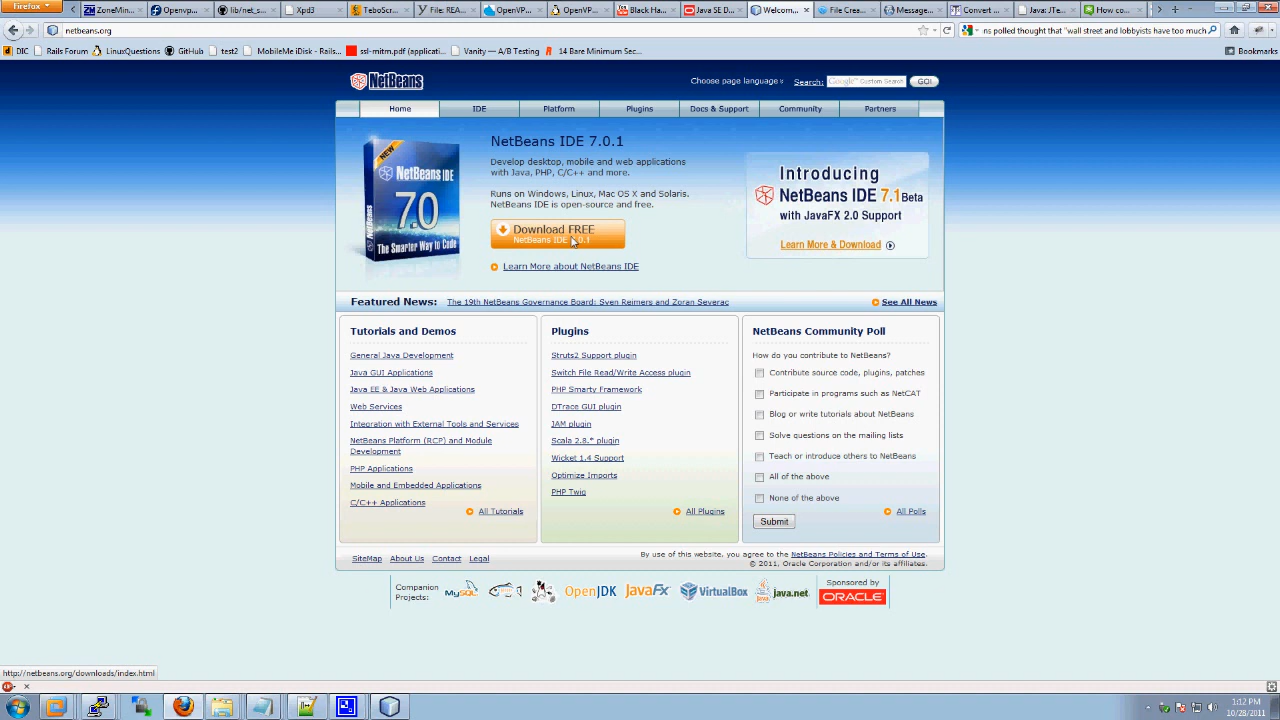 Firefox
ZoneMin...
Openvp...
lib/net_s...
Xpd3
TeboScr...
File: REA...
OpenVP...
OpenVP...
Black Ha...
Java SE D...
Welcom...
File Crea...
Message...
Convert ...
Java: JTe...
How co...
netbeans.org
ns polled thought that "wall street and lobbyists have too much
DIC
Rails Forum
LinuxQuestions
GitHub
test2
MobileMe iDisk - Rails...
ssl-mitm.pdf (applicati...
Vanity — A/B Testing
14 Bare Minimum Sec...
Bookmarks
NetBeans
Choose page language
Search:
Google™ Custom Search
GO!
Home
IDE
Platform
Plugins
Docs & Support
Community
Partners
NEW
NetBeans IDE
7.0
NetBeans
The Smarter Way to Code
NetBeans IDE 7.0.1
Develop desktop, mobile and web applications
with Java, PHP, C/C++ and more.
Runs on Windows, Linux, Mac OS X and Solaris.
NetBeans IDE is open-source and free.
Download FREE
NetBeans IDE 7.0.1
Learn More about NetBeans IDE
Introducing
NetBeans IDE 7.1 Beta
with JavaFX 2.0 Support
Learn More & Download
Featured News:
The 19th NetBeans Governance Board: Sven Reimers and Zoran Severac
See All News
Tutorials and Demos
General Java Development
Java GUI Applications
Java EE & Java Web Applications
Web Services
Integration with External Tools and Services
NetBeans Platform (RCP) and Module
Development
PHP Applications
Mobile and Embedded Applications
C/C++ Applications
All Tutorials
Plugins
Struts2 Support plugin
Switch File Read/Write Access plugin
PHP Smarty Framework
DTrace GUI plugin
JAM plugin
Scala 2.8.* plugin
Wicket 1.4 Support
Optimize Imports
PHP Twig
All Plugins
NetBeans Community Poll
How do you contribute to NetBeans?
Contribute source code, plugins, patches
Participate in programs such as NetCAT
Blog or write tutorials about NetBeans
Solve questions on the mailing lists
Teach or introduce others to NetBeans
All of the above
None of the above
Submit
All Polls
SiteMap
About Us
Contact
Legal
By use of this website, you agree to the NetBeans Policies and Terms of Use.
© 2011, Oracle Corporation and/or its affiliates.
Companion
Projects:
MySQL
OpenJDK
JavaFX
VirtualBox
java.net
Sponsored by
ORACLE
http://netbeans.org/downloads/index.html
1:12 PM
10/28/2011